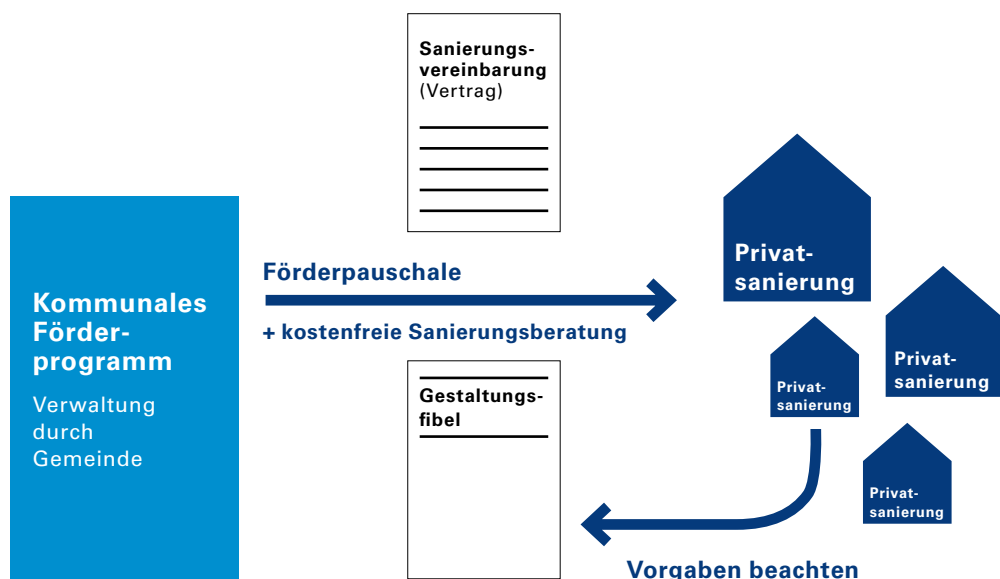 Sanierungs-
vereinbarung
(Vertrag)
Kommunales
Förder-
programm
Verwaltung
durch
Gemeinde
Förderpauschale
+ kostenfreie Sanierungsberatung
Gestaltungs-
fibel
Privat-
sanierung
Privat-
sanierung
Privat-
sanierung
Privat-
sanierung
Vorgaben beachten